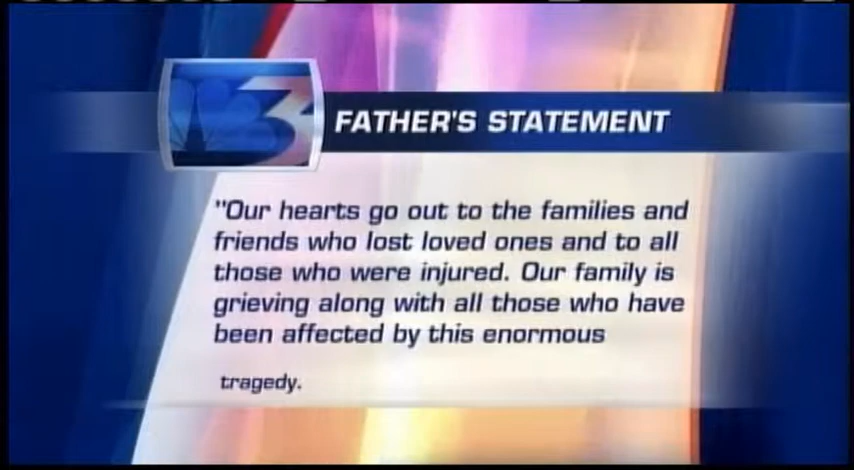 3
FATHER'S STATEMENT
"Our hearts go out to the families and
friends who lost loved ones and to all
those who were injured. Our family is
grieving along with all those who have
been affected by this enormous
tragedy.